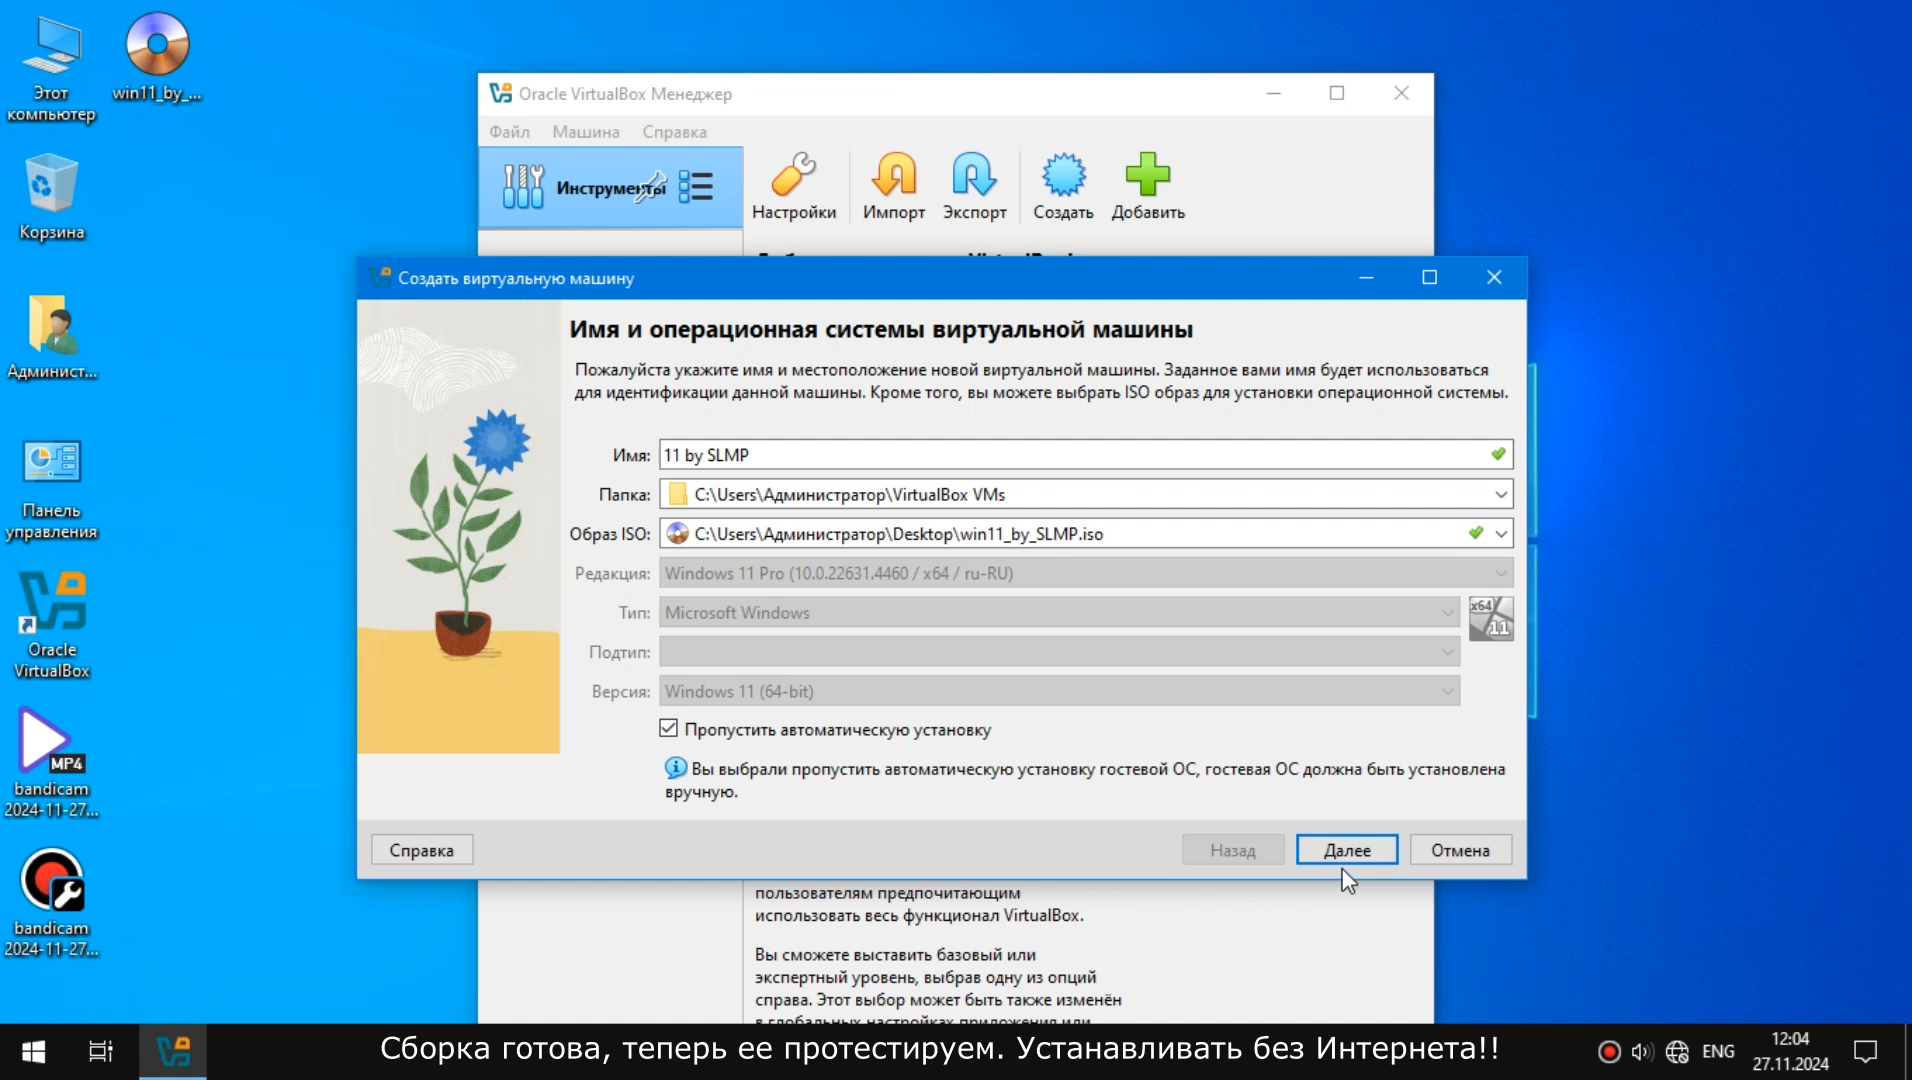 Этот
компьютер
win11_by_...
Корзина
Админист...
Панель
управления
Oracle
VirtualBox
MP4
bandicam
2024-11-27...
bandicam
2024-11-27...
Oracle VirtualBox Менеджер
Файл Машина Справка
Инструменты
Настройки Импорт Экспорт Создать Добавить
Создать виртуальную машину
Имя и операционная системы виртуальной машины
Пожалуйста укажите имя и местоположение новой виртуальной машины. Заданное вами имя будет использоваться
для идентификации данной машины. Кроме того, вы можете выбрать ISO образ для установки операционной системы.
Имя: 11 by SLMP
Папка: C:\Users\Администратор\VirtualBox VMs
Образ ISO: C:\Users\Администратор\Desktop\win11_by_SLMP.iso
Редакция: Windows 11 Pro (10.0.22631.4460 / x64 / ru-RU)
Тип: Microsoft Windows
x64
11
Подтип:
Версия: Windows 11 (64-bit)
Пропустить автоматическую установку
Вы выбрали пропустить автоматическую установку гостевой ОС, гостевая ОС должна быть установлена
вручную.
Справка Назад Далее Отмена
пользователям предпочитающим
использовать весь функционал VirtualBox.
Вы сможете выставить базовый или
экспертный уровень, выбрав одну из опций
справа. Этот выбор может быть также изменён
в глобальных настройках приложения или
Сборка готова, теперь ее протестируем. Устанавливать без Интернета!!
ENG
12:04
27.11.2024